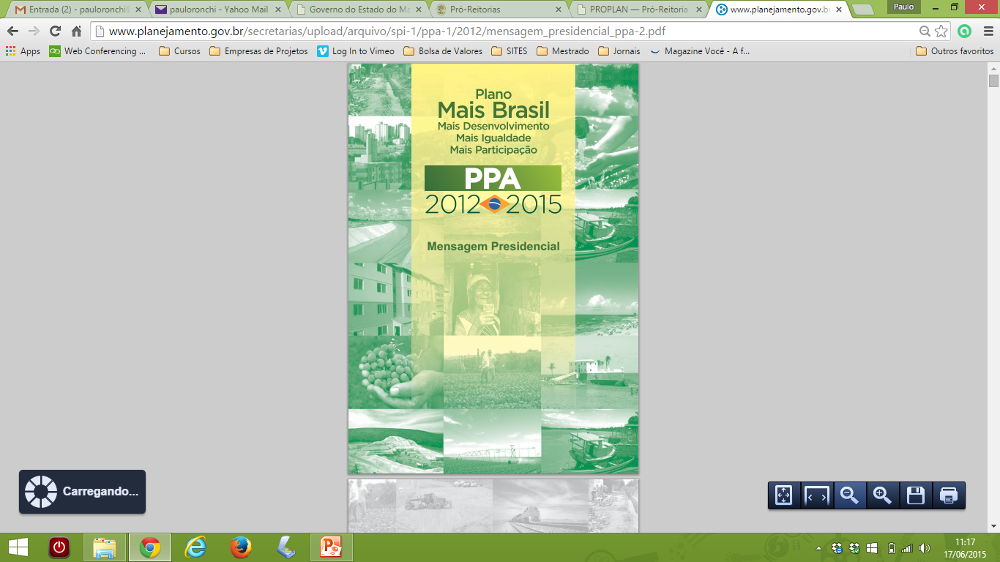 Entrada (2) - pauloronchi
pauloronchi - Yahoo Mail
Governo do Estado do Ma
Pró-Reitorias
PROPLAN — Pró-Reitoria
www.planejamento.gov.b
Paulo
www.planejamento.gov.br/secretarias/upload/arquivo/spi-1/ppa-1/2012/mensagem_presidencial_ppa-2.pdf
Apps
Web Conferencing ...
Cursos
Empresas de Projetos
Log In to Vimeo
Bolsa de Valores
SITES
Mestrado
Jornais
Magazine Você - A f...
Outros favoritos
Plano
Mais Brasil
Mais Desenvolvimento
Mais Igualdade
Mais Participação
PPA
2012 2015
Mensagem Presidencial
Carregando...
11:17
17/06/2015